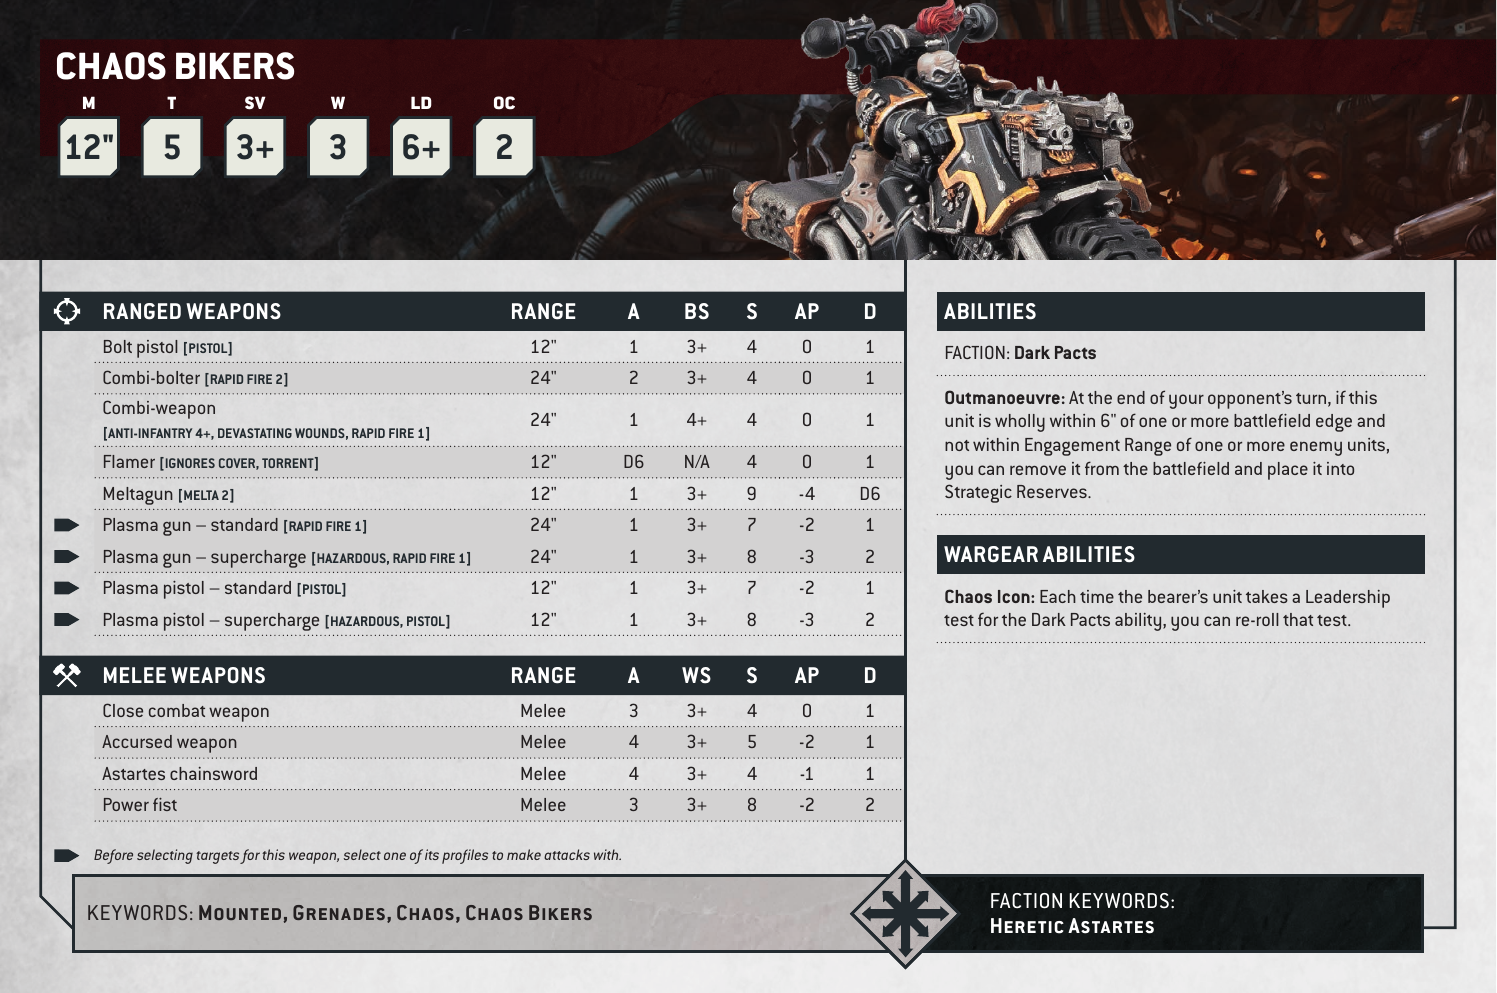 CHAOS BIKERS
M T SV W LD OC
12" 5 3+ 3 6+ 2
RANGED WEAPONS RANGE A BS S AP D
Bolt pistol [PISTOL] 12" 1 3+ 4 0 1
Combi-bolter [RAPID FIRE 2] 24" 2 3+ 4 0 1
Combi-weapon
[ANTI-INFANTRY 4+, DEVASTATING WOUNDS, RAPID FIRE 1] 24" 1 4+ 4 0 1
Flamer [IGNORES COVER, TORRENT] 12" D6 N/A 4 0 1
Meltagun [MELTA 2] 12" 1 3+ 9 -4 D6
Plasma gun – standard [RAPID FIRE 1] 24" 1 3+ 7 -2 1
Plasma gun – supercharge [HAZARDOUS, RAPID FIRE 1] 24" 1 3+ 8 -3 2
Plasma pistol – standard [PISTOL] 12" 1 3+ 7 -2 1
Plasma pistol – supercharge [HAZARDOUS, PISTOL] 12" 1 3+ 8 -3 2
MELEE WEAPONS RANGE A WS S AP D
Close combat weapon Melee 3 3+ 4 0 1
Accursed weapon Melee 4 3+ 5 -2 1
Astartes chainsword Melee 4 3+ 4 -1 1
Power fist Melee 3 3+ 8 -2 2
Before selecting targets for this weapon, select one of its profiles to make attacks with.
ABILITIES
FACTION: Dark Pacts
Outmanoeuvre: At the end of your opponent's turn, if this
unit is wholly within 6" of one or more battlefield edge and
not within Engagement Range of one or more enemy units,
you can remove it from the battlefield and place it into
Strategic Reserves.
WARGEAR ABILITIES
Chaos Icon: Each time the bearer's unit takes a Leadership
test for the Dark Pacts ability, you can re-roll that test.
KEYWORDS: MOUNTED, GRENADES, CHAOS, CHAOS BIKERS
FACTION KEYWORDS:
HERETIC ASTARTES